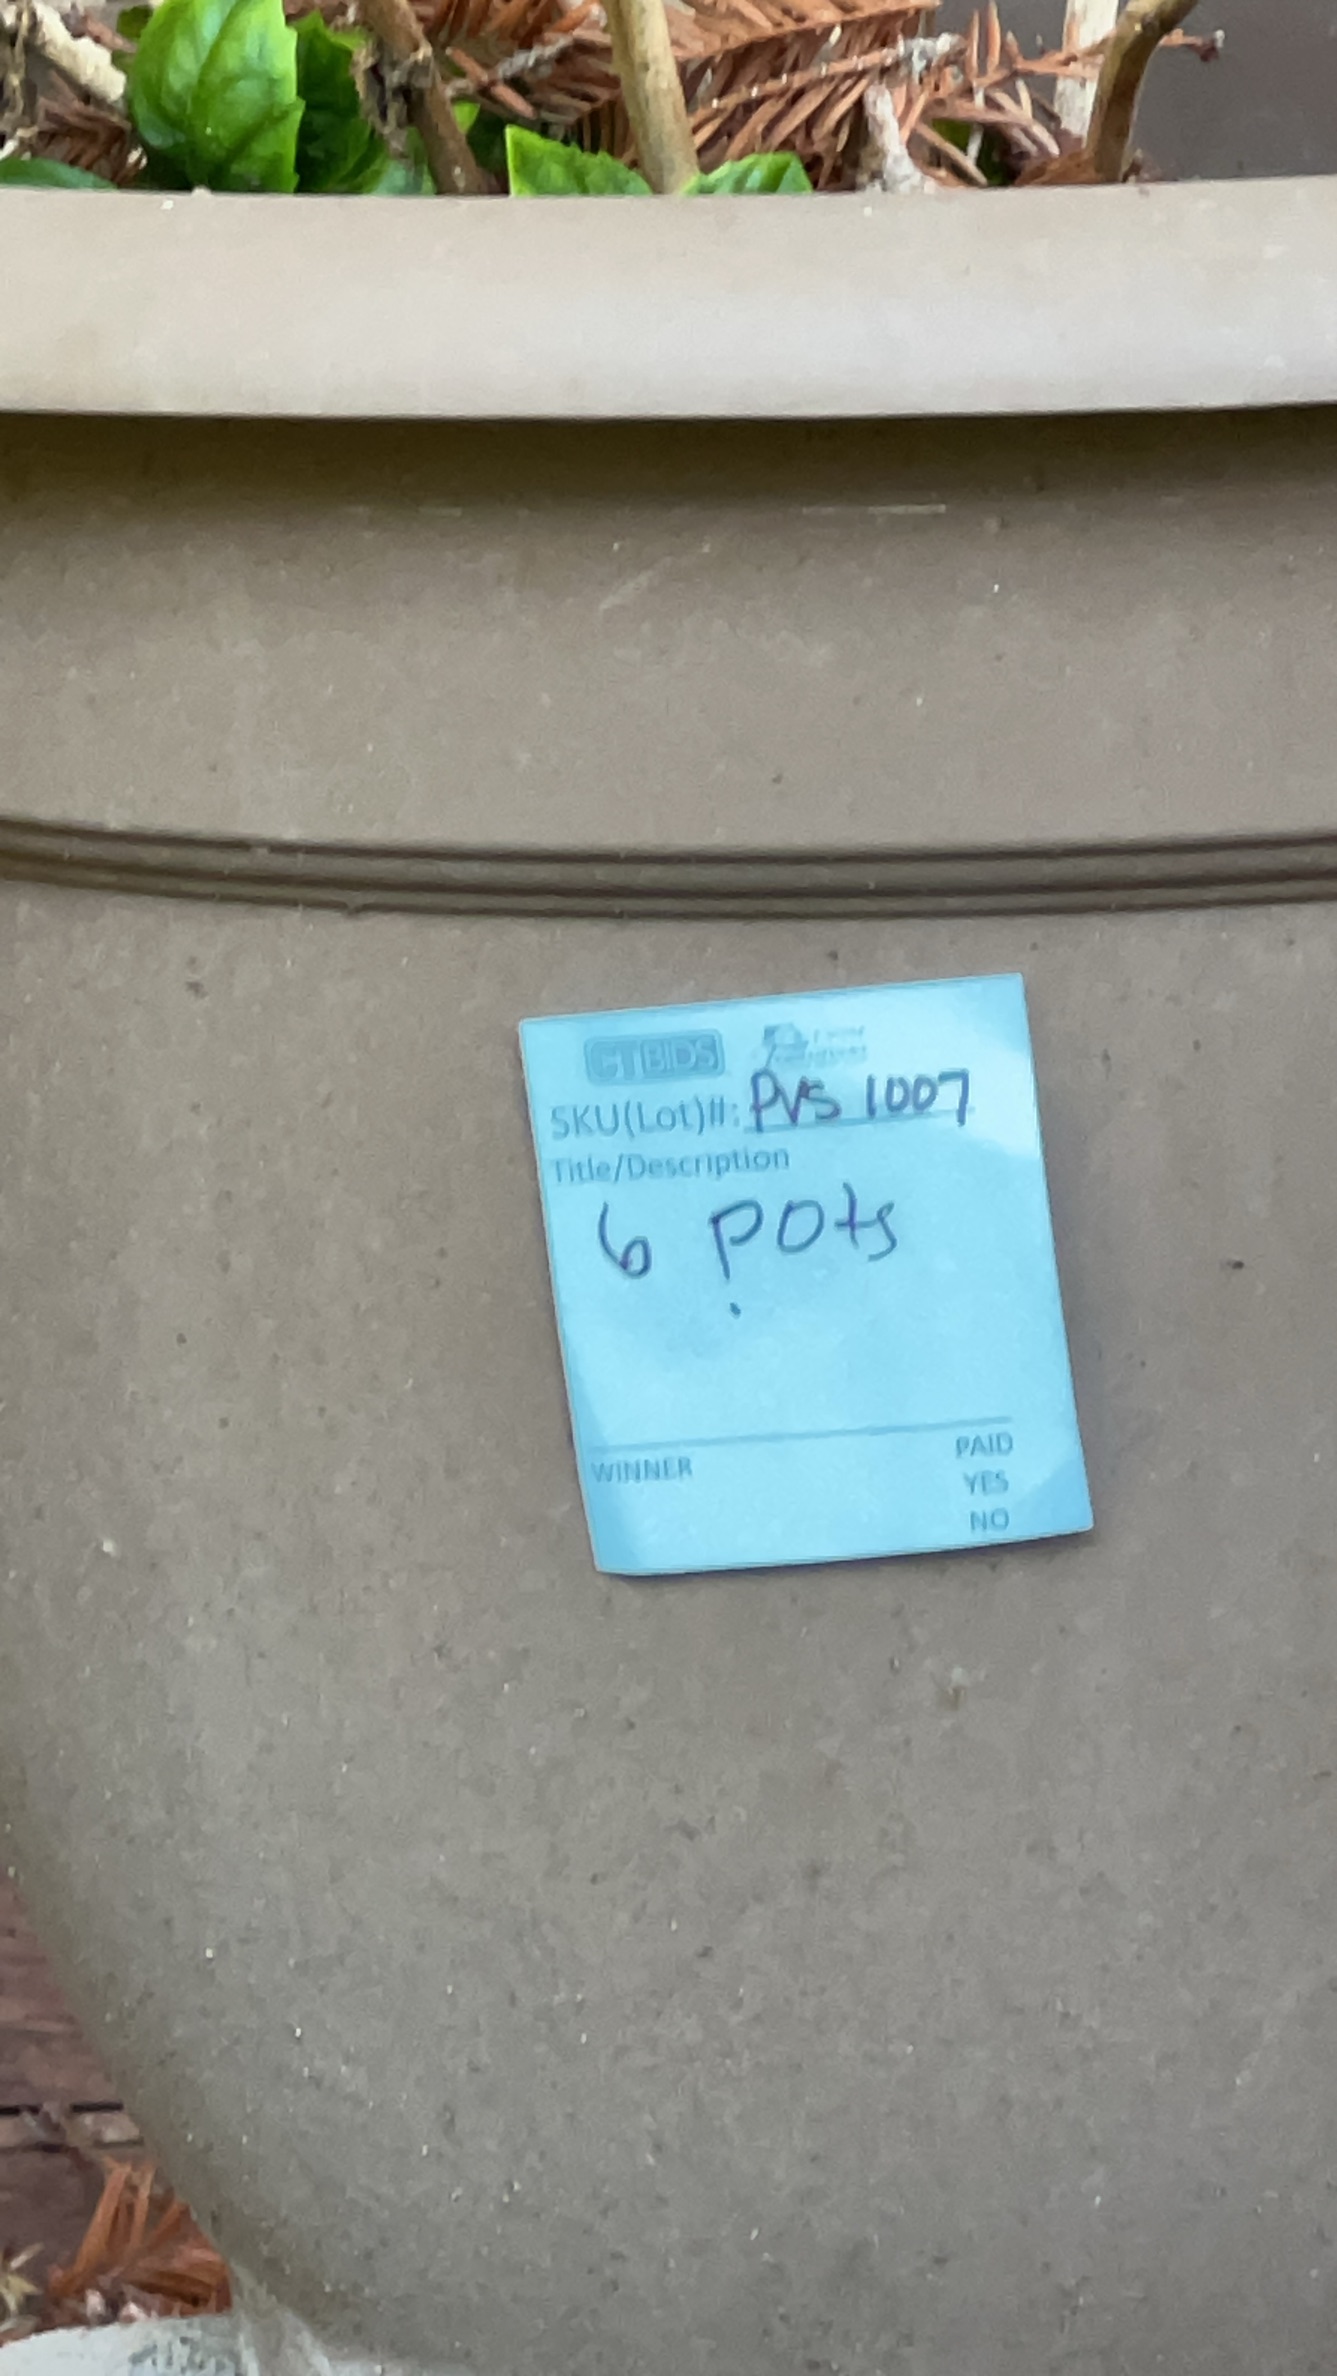 CTBIDS
SKU(Lot)#: PVS 1007
Title/Description
6 pots
WINNER
PAID
YES
NO